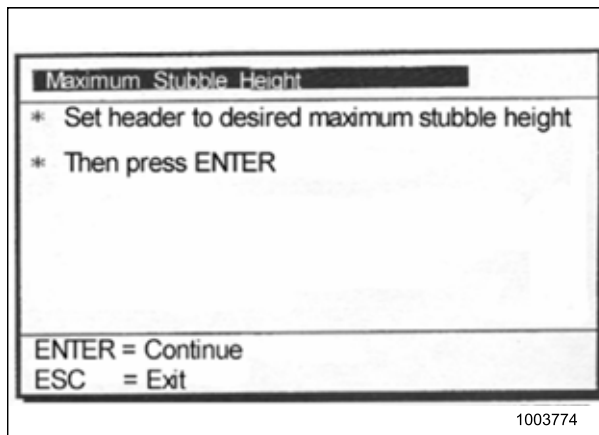 Maximum Stubble Height
* Set header to desired maximum stubble height
* Then press ENTER
ENTER = Continue
ESC = Exit
1003774